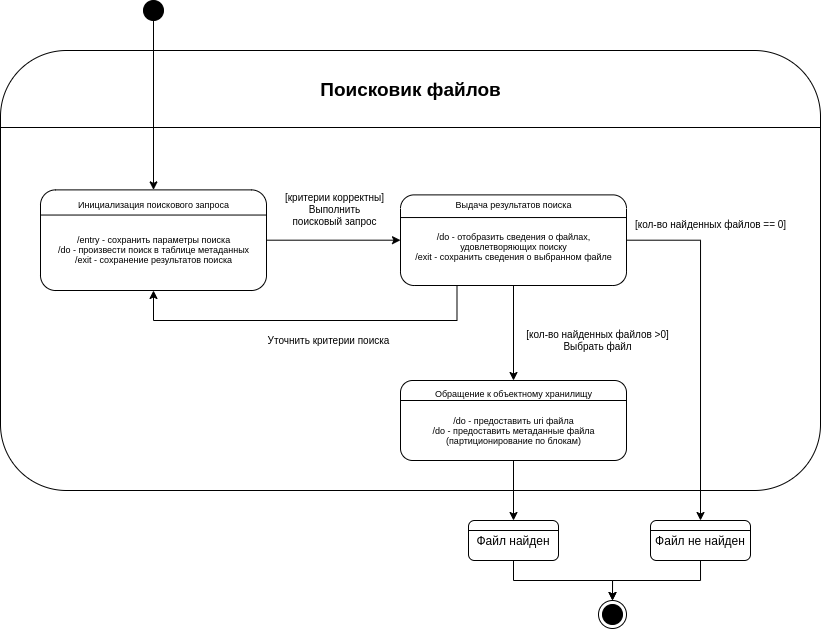 Поисковик файлов
Инициализация поискового запроса
/entry - сохранить параметры поиска
/do - произвести поиск в таблице метаданных
/exit - сохранение результатов поиска
[критерии корректны]
Выполнить
поисковый запрос
Выдача результатов поиска
/do - отобразить сведения о файлах,
удовлетворяющих поиску
/exit - сохранить сведения о выбранном файле
[кол-во найденных файлов == 0]
Уточнить критерии поиска
[кол-во найденных файлов >0]
Выбрать файл
Обращение к объектному хранилищу
/do - предоставить uri файла
/do - предоставить метаданные файла
(партиционирование по блокам)
Файл найден
Файл не найден